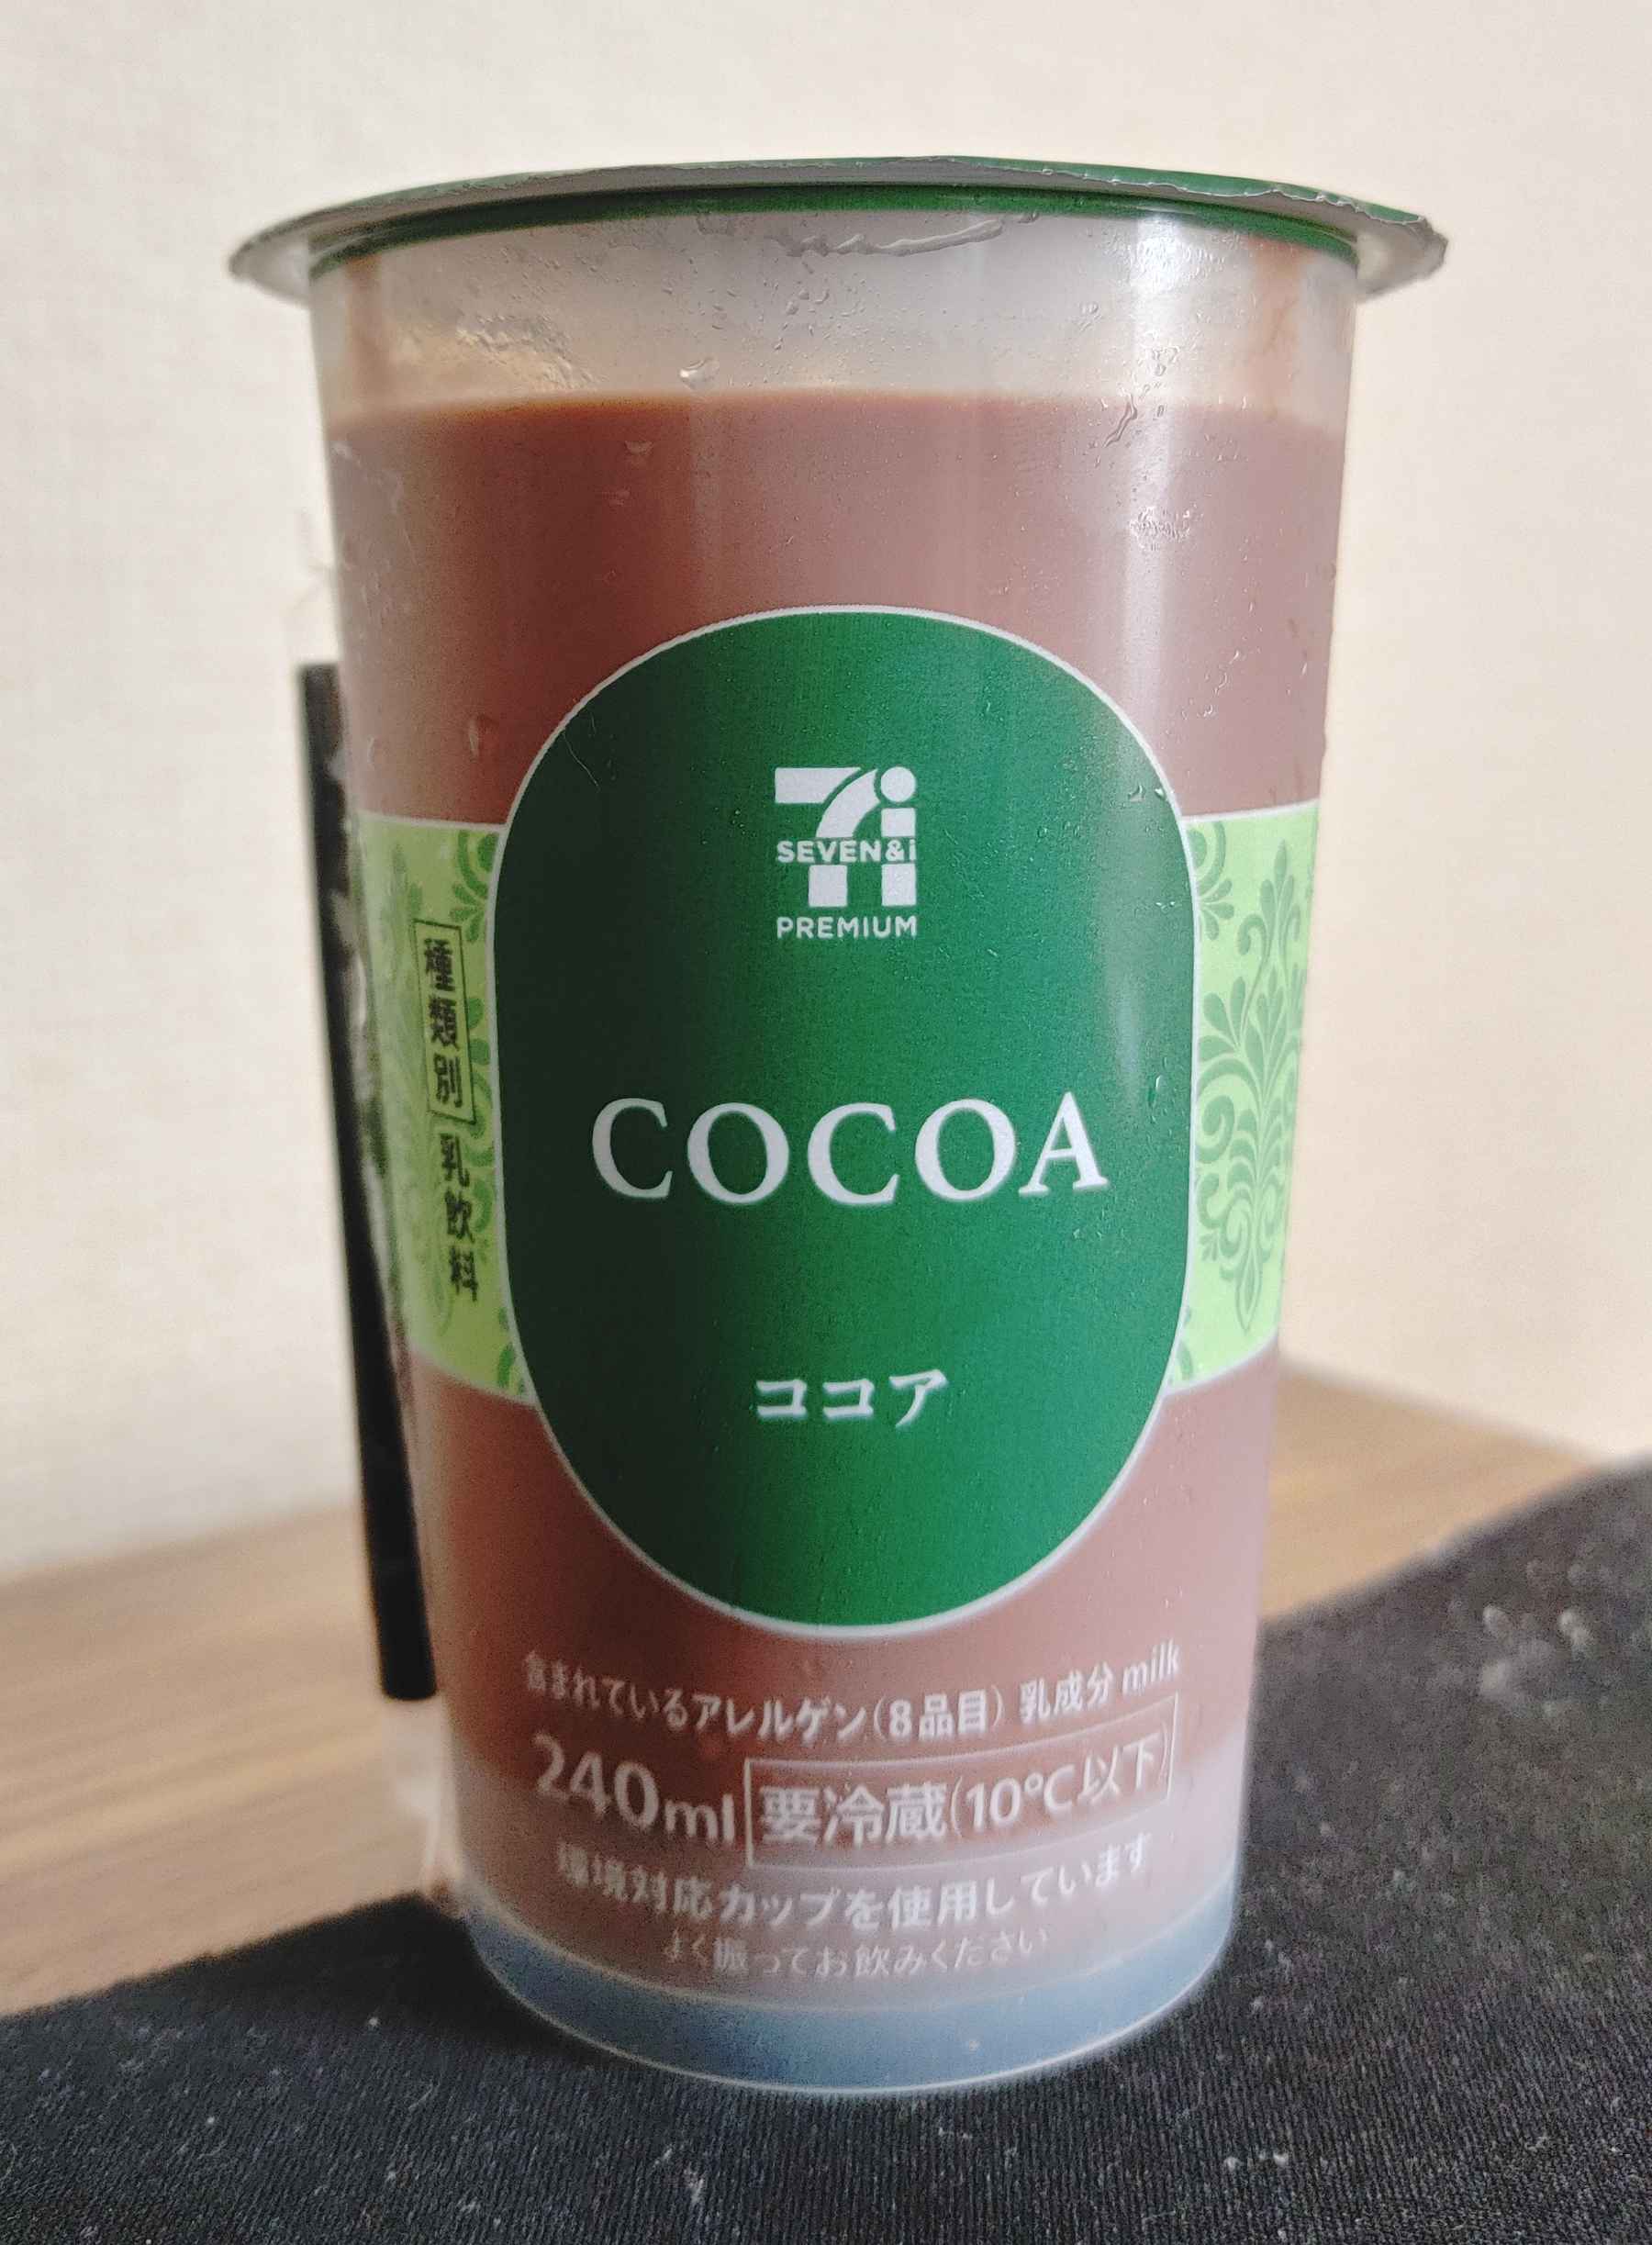 SEVEN&i
PREMIUM
COCOA
ココア
種類別 乳飲料
含まれているアレルゲン(8品目) 乳成分 milk
240ml 要冷蔵(10℃以下)
環境対応カップを使用しています
よく振ってお飲みください